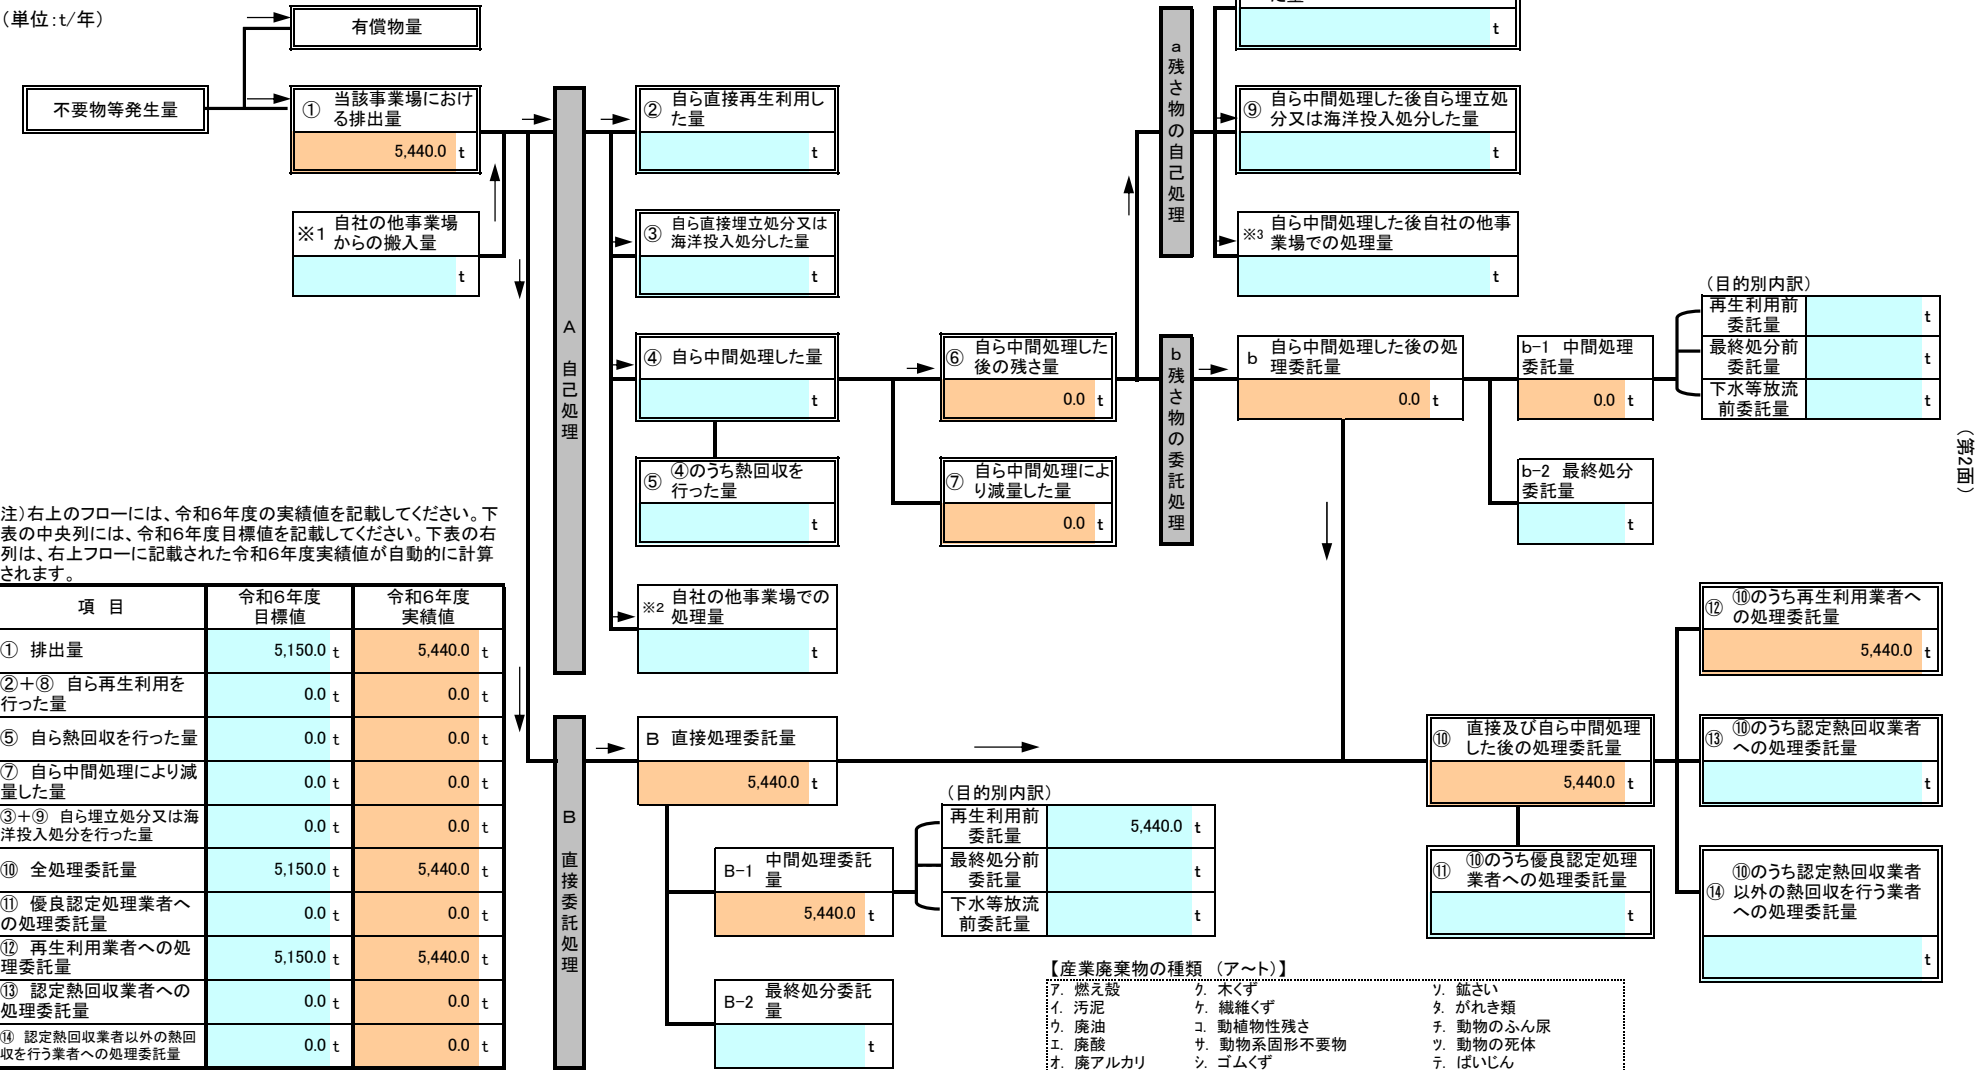 （単位：t/年）
有償物量
不要物等発生量
① 当該事業場におけ
る排出量
5,440.0 t
※1 自社の他事業場
からの搬入量
t
A 自己処理
② 自ら直接再生利用し
た量
t
③ 自ら直接埋立処分又は
海洋投入処分した量
t
④ 自ら中間処理した量
t
⑤ ④のうち熱回収を
行った量
t
※2 自社の他事業場での
処理量
t
⑥ 自ら中間処理した
後の残さ量
0.0 t
⑦ 自ら中間処理によ
り減量した量
0.0 t
a 残さ物の自己処理
t
⑨ 自ら中間処理した後自ら埋立処
分又は海洋投入処分した量
t
※3 自ら中間処理した後自社の他事
業場での処理量
t
b 残さ物の委託処理
b 自ら中間処理した後の処
理委託量
0.0 t
b-1 中間処理
委託量
0.0 t
b-2 最終処分
委託量
t
（目的別内訳）
再生利用前
委託量
t
最終処分前
委託量
t
下水等放流
前委託量
t
（第2面）
注）右上のフローには、令和６年度の実績値を記載してください。下
表の中央列には、令和６年度目標値を記載してください。下表の右
列は、右上フローに記載された令和６年度実績値が自動的に計算
されます。
項 目 令和６年度 目標値 令和６年度 実績値
① 排出量 5,150.0 t 5,440.0 t
②＋⑧ 自ら再生利用を
行った量 0.0 t 0.0 t
⑤ 自ら熱回収を行った量 0.0 t 0.0 t
⑦ 自ら中間処理により減
量した量 0.0 t 0.0 t
③＋⑨ 自ら埋立処分又は海
洋投入処分を行った量 0.0 t 0.0 t
⑩ 全処理委託量 5,150.0 t 5,440.0 t
⑪ 優良認定処理業者へ
の処理委託量 0.0 t 0.0 t
⑫ 再生利用業者への処
理委託量 5,150.0 t 5,440.0 t
⑬ 認定熱回収業者への
処理委託量 0.0 t 0.0 t
⑭ 認定熱回収業者以外の熱回
収を行う業者への処理委託量 0.0 t 0.0 t
B 直接委託処理
B 直接処理委託量
5,440.0 t
B-1 中間処理委託
量
5,440.0 t
B-2 最終処分委託
量
t
（目的別内訳）
再生利用前
委託量
5,440.0 t
最終処分前
委託量
t
下水等放流
前委託量
t
⑩ 直接及び自ら中間処理
した後の処理委託量
5,440.0 t
⑪ ⑩のうち優良認定処理
業者への処理委託量
t
⑫ ⑩のうち再生利用業者へ
の処理委託量
5,440.0 t
⑬ ⑩のうち認定熱回収業者
への処理委託量
t
⑭ ⑩のうち認定熱回収業者
以外の熱回収を行う業者
への処理委託量
t
【産業廃棄物の種類 （ア～ト）】
ア. 燃え殻 ク. 木くず ソ. 鉱さい
イ. 汚泥 ケ. 繊維くず タ. がれき類
ウ. 廃油 コ. 動植物性残さ チ. 動物のふん尿
エ. 廃酸 サ. 動物系固形不要物 ツ. 動物の死体
オ. 廃アルカリ シ. ゴムくず テ. ばいじん